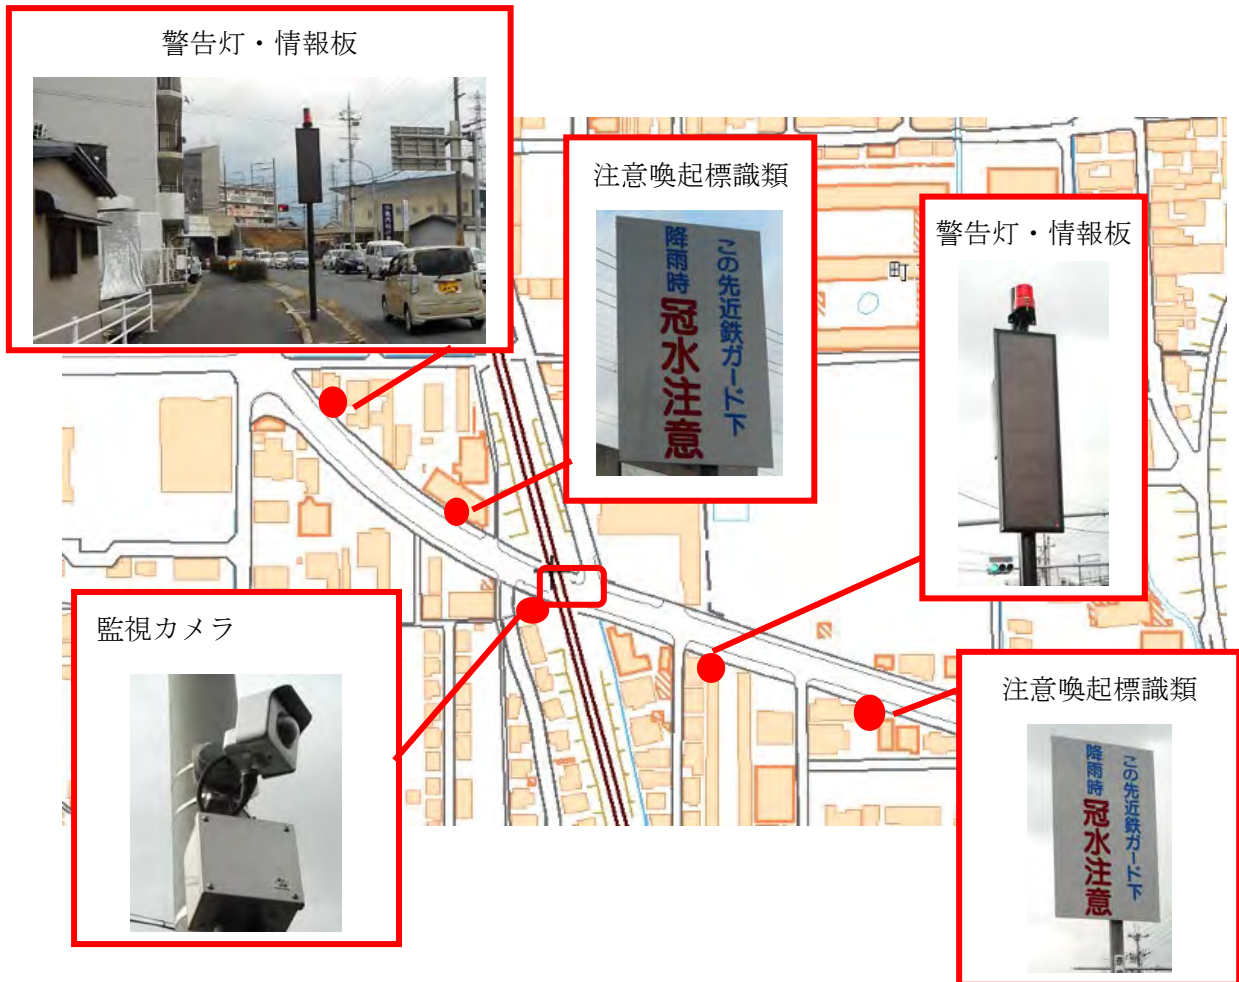 警告灯・情報板
注意喚起標識類
この先近鉄ガード下
降雨時 冠水注意
警告灯・情報板
町
監視カメラ
注意喚起標識類
この先近鉄ガード下
降雨時 冠水注意